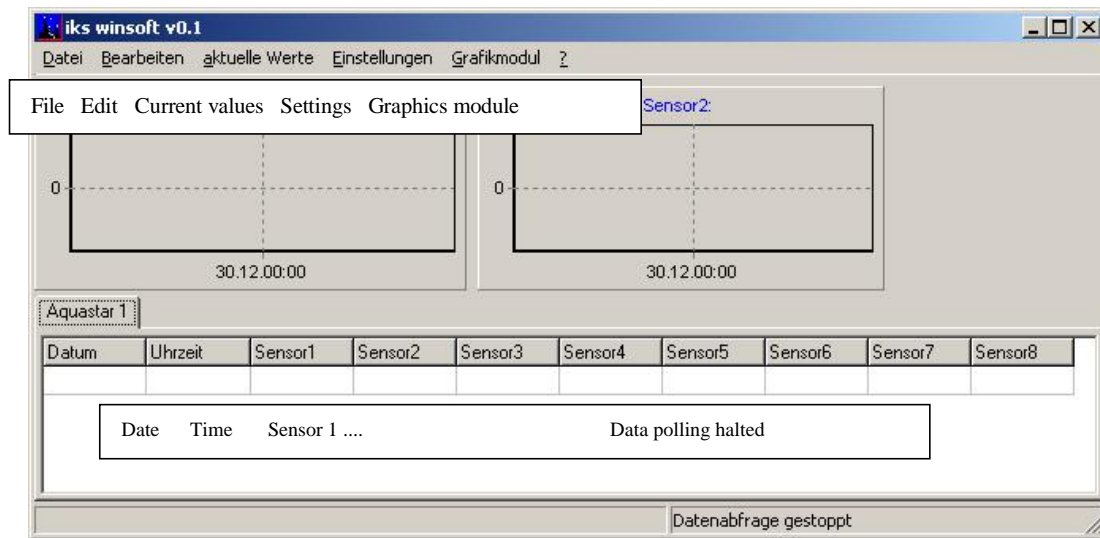 iks winsoft v0.1
Datei Bearbeiten aktuelle Werte Einstellungen Grafikmodul ?
File Edit Current values Settings Graphics module
Sensor2:
0
0
30.12.00:00
30.12.00:00
Aquastar 1
Datum Uhrzeit Sensor1 Sensor2 Sensor3 Sensor4 Sensor5 Sensor6 Sensor7 Sensor8
Date Time Sensor 1 .... Data polling halted
Datenabfrage gestoppt